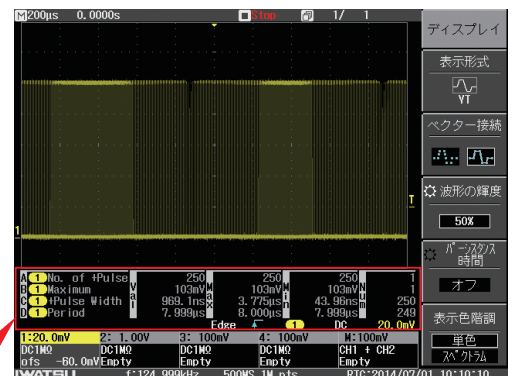 M200μs 0.0000s Stop 1/ 1
ディスプレイ
表示形式
YT
ベクター接続
波形の輝度
50%
パーシスタンス
時間
オフ
表示色階調
単色
スペクトラム
T
1
A 1 No. of +Pulse 250 250 250 1
B 1 Maximum 103mV 103mV 103mV 1
C 1 +Pulse Width 969.1ns 3.775μs 43.96ns 250
D 1 Period 7.999μs 8.000μs 7.999μs 249
Val Max Min Num
Edge 1 DC 20.0mV
1:20.0mV 2: 1.00V 3: 100mV 4: 100mV M:100mV
DC1MΩ DC1MΩ DC1MΩ DC1MΩ CH1 + CH2
ofs -60.0mV Empty Empty Empty Empty
IWATSU f:124.999kHz 500MS 1M pts RTC:2014/07/01 10:10:10